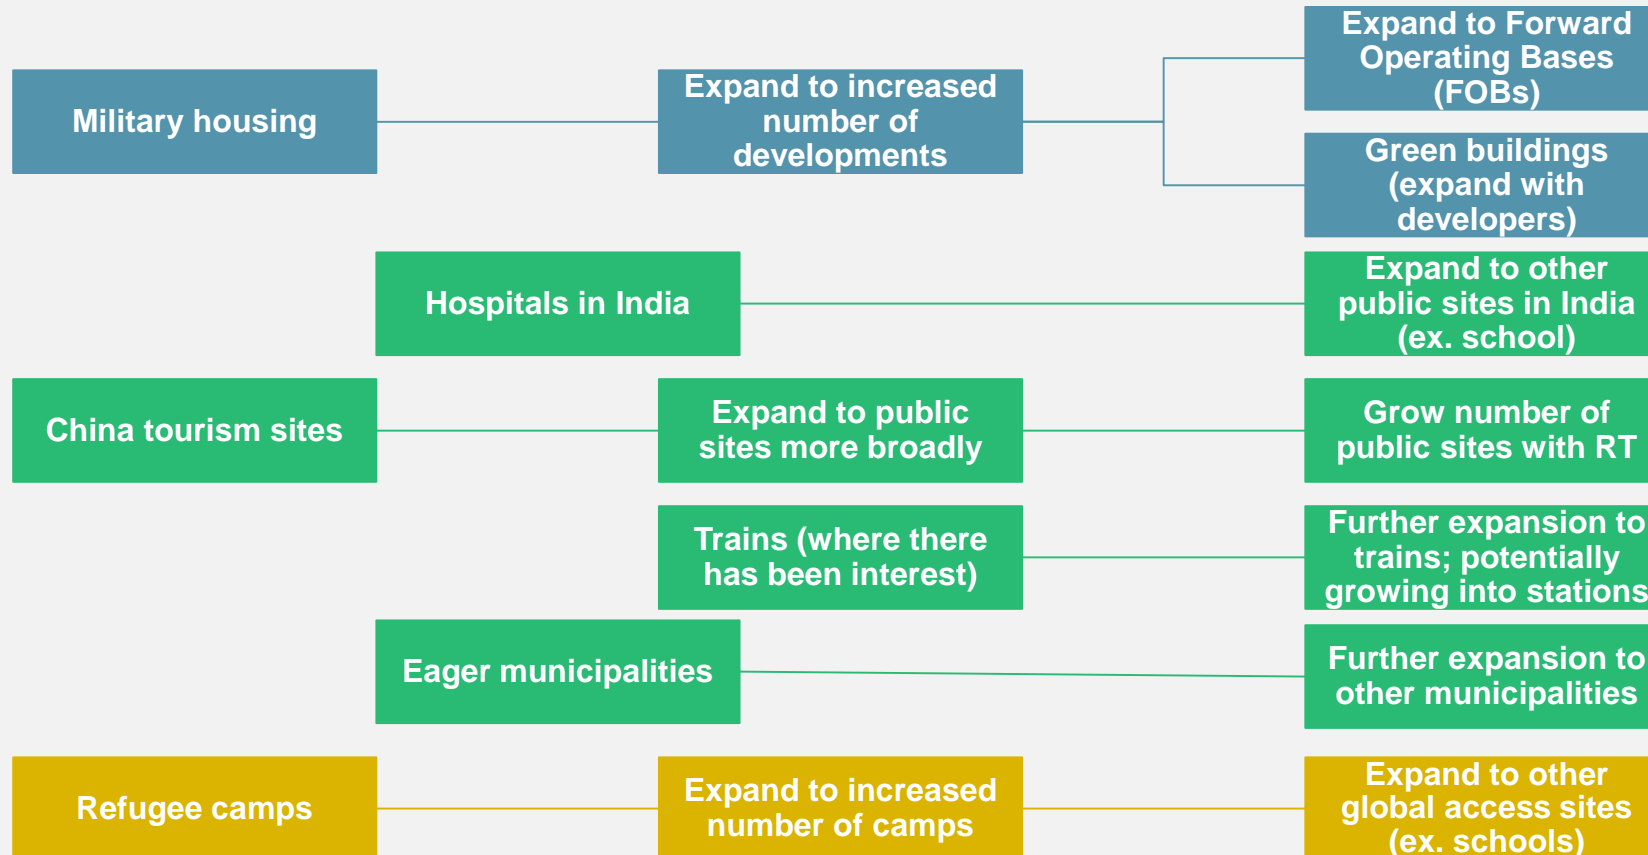 Military housing
Expand to increased
number of
developments
Expand to Forward
Operating Bases
(FOBs)
Green buildings
(expand with
developers)
Hospitals in India
Expand to other
public sites in India
(ex. school)
China tourism sites
Expand to public
sites more broadly
Grow number of
public sites with RT
Trains (where there
has been interest)
Further expansion to
trains; potentially
growing into stations
Eager municipalities
Further expansion to
other municipalities
Refugee camps
Expand to increased
number of camps
Expand to other
global access sites
(ex. schools)